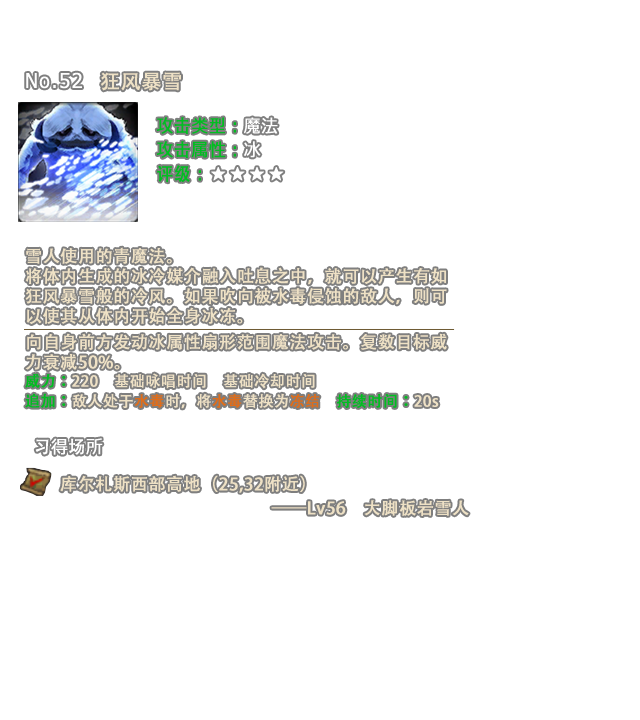 No.52 狂风暴雪
攻击类型：魔法
攻击属性：冰
评级：☆☆☆☆
雪人使用的青魔法。
将体内生成的冰冷媒介融入吐息之中，就可以产生有如
狂风暴雪般的冷风。如果吹向被水毒侵蚀的敌人，则可
以使其从体内开始全身冰冻。
向自身前方发动冰属性扇形范围魔法攻击。复数目标威
力衰减50%。
威力：220 基础咏唱时间 基础冷却时间
追加：敌人处于水毒时，将水毒替换为冻结 持续时间：20s
习得场所
库尔札斯西部高地（25,32附近）
——Lv56 大脚板岩雪人